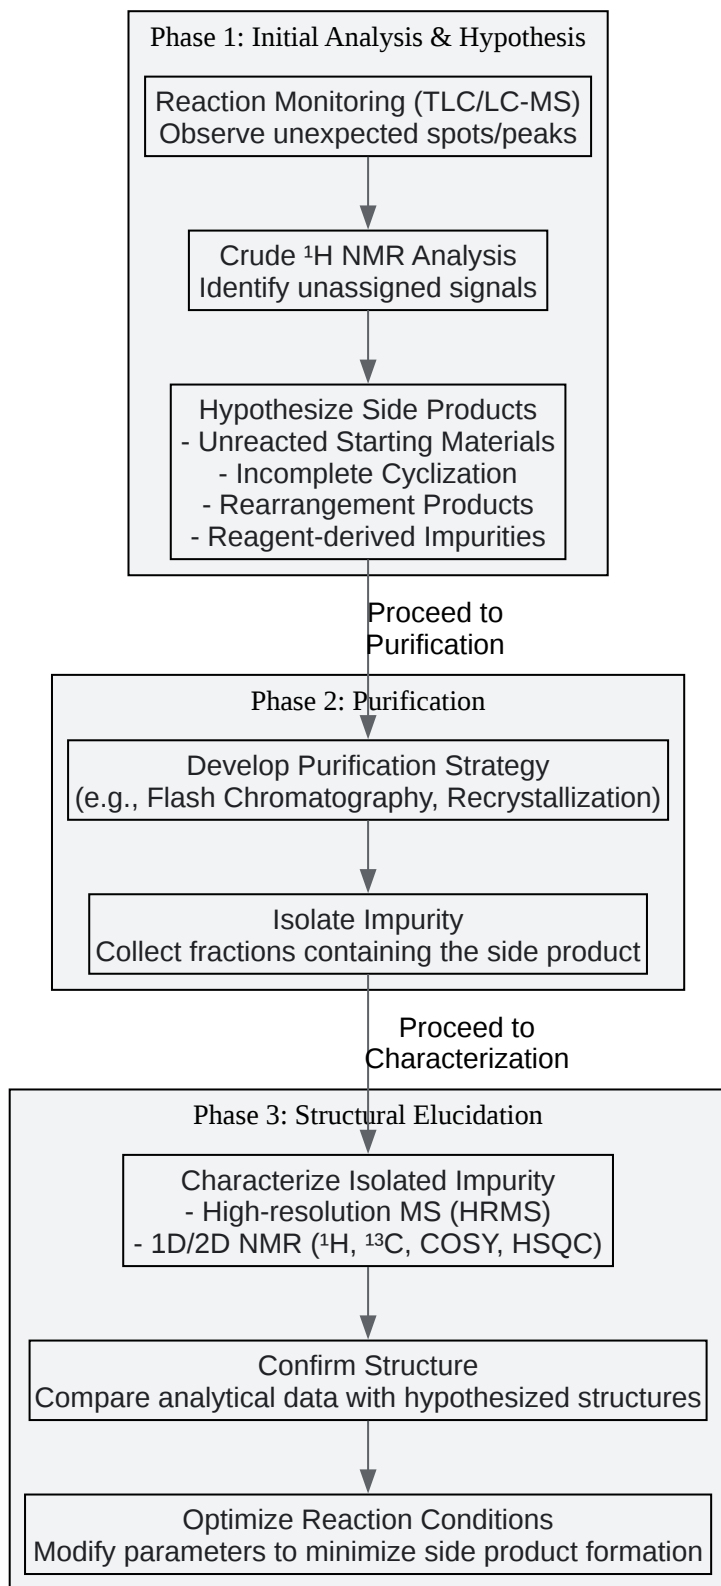 Phase 1: Initial Analysis & Hypothesis
Reaction Monitoring (TLC/LC-MS)
Observe unexpected spots/peaks
Crude ¹H NMR Analysis
Identify unassigned signals
Hypothesize Side Products
- Unreacted Starting Materials
- Incomplete Cyclization
- Rearrangement Products
- Reagent-derived Impurities
Proceed to
Purification
Phase 2: Purification
Develop Purification Strategy
(e.g., Flash Chromatography, Recrystallization)
Isolate Impurity
Collect fractions containing the side product
Proceed to
Characterization
Phase 3: Structural Elucidation
Characterize Isolated Impurity
- High-resolution MS (HRMS)
- 1D/2D NMR (¹H, ¹³C, COSY, HSQC)
Confirm Structure
Compare analytical data with hypothesized structures
Optimize Reaction Conditions
Modify parameters to minimize side product formation